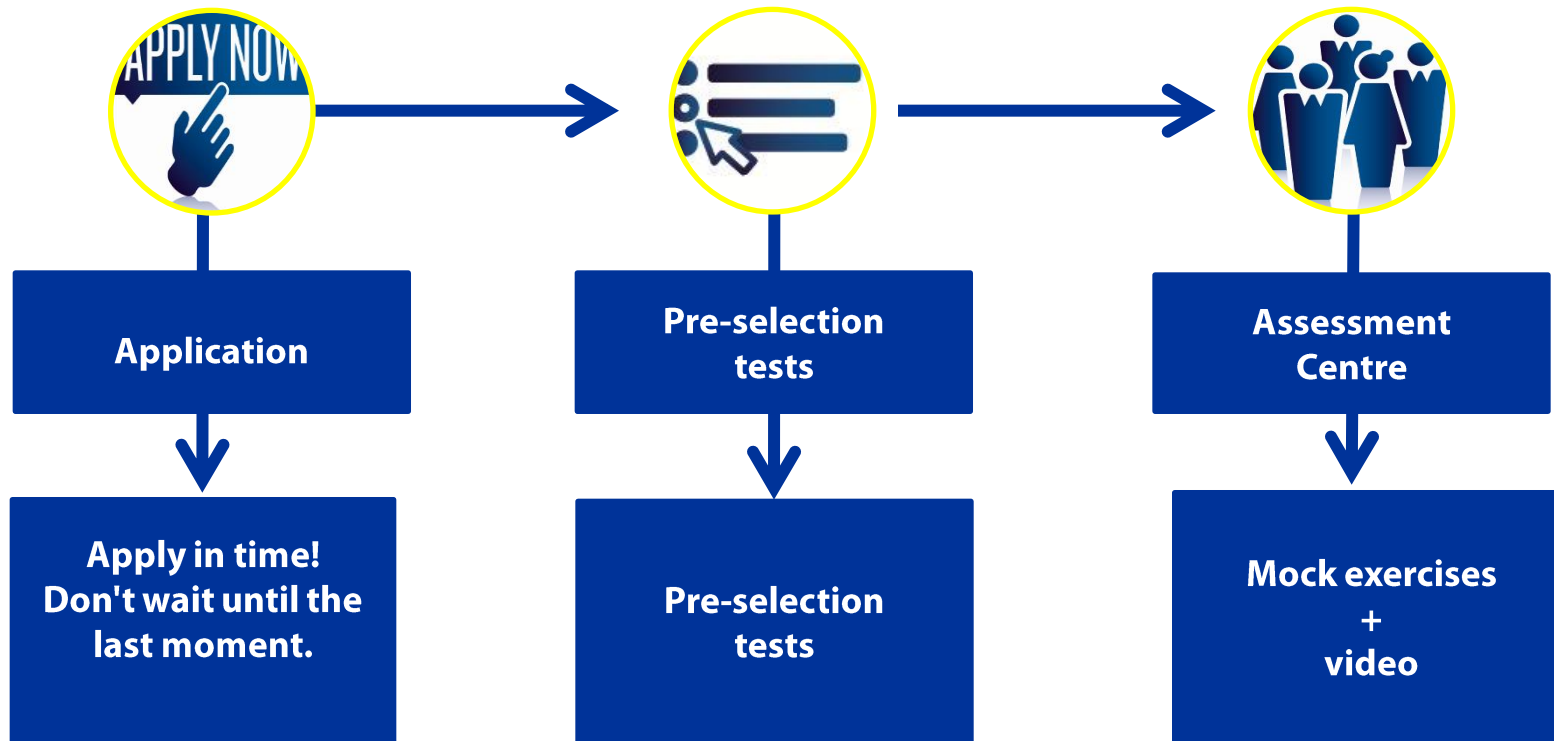 APPLY NOW
Application
Pre-selection
tests
Assessment
Centre
Apply in time!
Don't wait until the
last moment.
Pre-selection
tests
Mock exercises
+
video